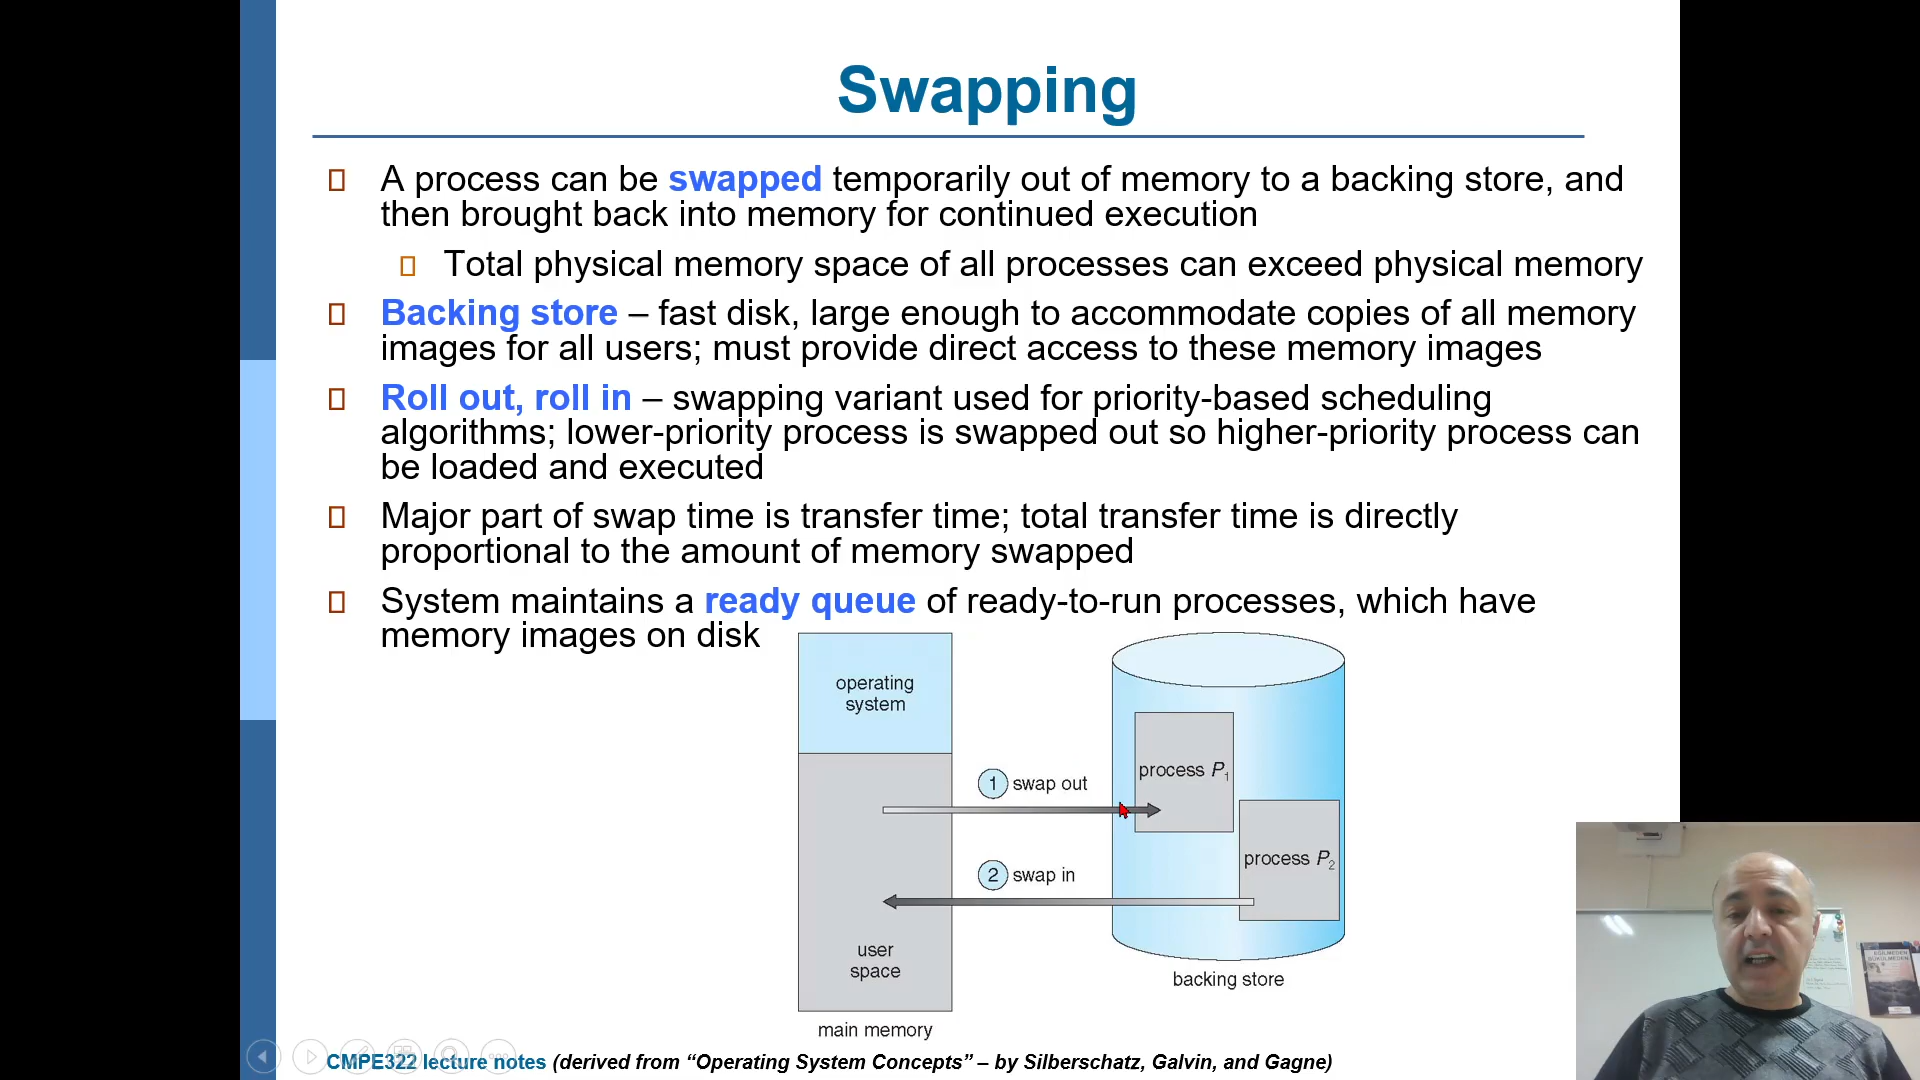 Swapping
A process can be swapped temporarily out of memory to a backing store, and
then brought back into memory for continued execution
Total physical memory space of all processes can exceed physical memory
Backing store – fast disk, large enough to accommodate copies of all memory
images for all users; must provide direct access to these memory images
Roll out, roll in – swapping variant used for priority-based scheduling
algorithms; lower-priority process is swapped out so higher-priority process can
be loaded and executed
Major part of swap time is transfer time; total transfer time is directly
proportional to the amount of memory swapped
System maintains a ready queue of ready-to-run processes, which have
memory images on disk
operating
system
1 swap out
process P1
2 swap in
process P2
user
space
backing store
main memory
CMPE322 lecture notes (derived from “Operating System Concepts” – by Silberschatz, Galvin, and Gagne)
EĞİLMEDEN
BÜKÜLMEDEN